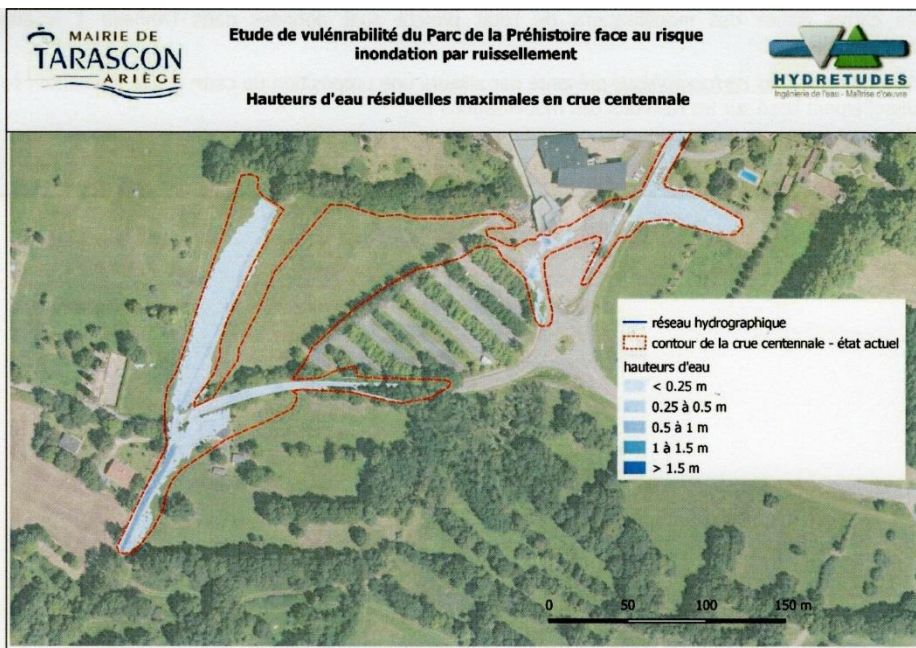 MAIRIE DE
TARASCON
ARIÈGE
Etude de vulénrabilité du Parc de la Préhistoire face au risque
inondation par ruissellement
Hauteurs d'eau résiduelles maximales en crue centennale
HYDRETUDES
Ingénierie de l'eau - Maîtrise d'oeuvre
réseau hydrographique
contour de la crue centennale - état actuel
hauteurs d'eau
< 0.25 m
0.25 à 0.5 m
0.5 à 1 m
1 à 1.5 m
> 1.5 m
0 50 100 150 m